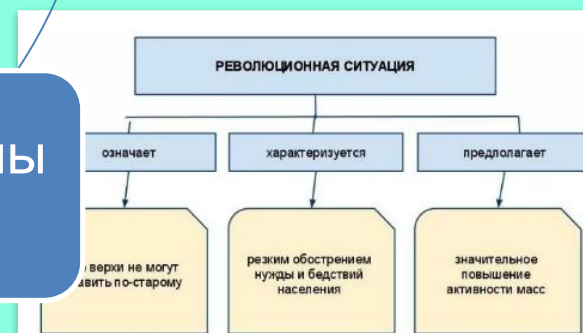 РЕВОЛЮЦИОННАЯ СИТУАЦИЯ
означает
характеризуется
предполагает
верхи не могут
по-старому
резким обострением
нужды и бедствий
населения
значительное
повышение
активности масс